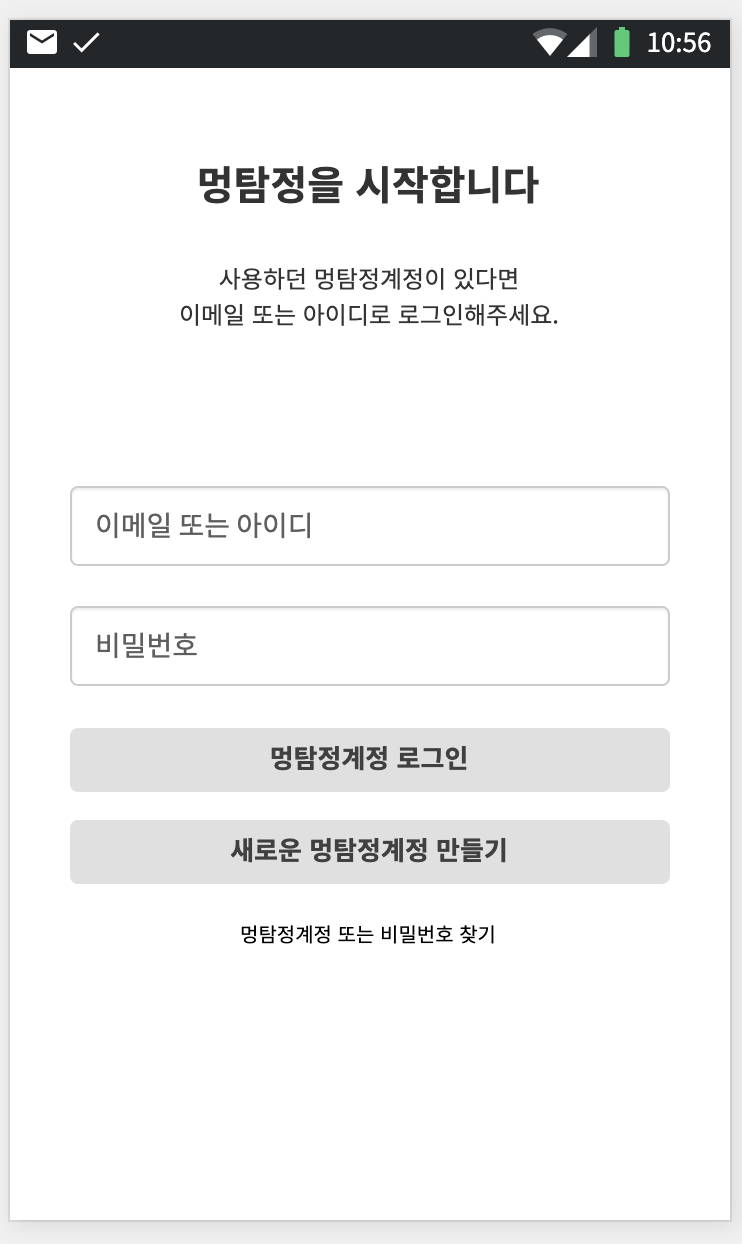 10:56
멍탐정을 시작합니다
사용하던 멍탐정계정이 있다면
이메일 또는 아이디로 로그인해주세요.
이메일 또는 아이디
비밀번호
멍탐정계정 로그인
새로운 멍탐정계정 만들기
멍탐정계정 또는 비밀번호 찾기